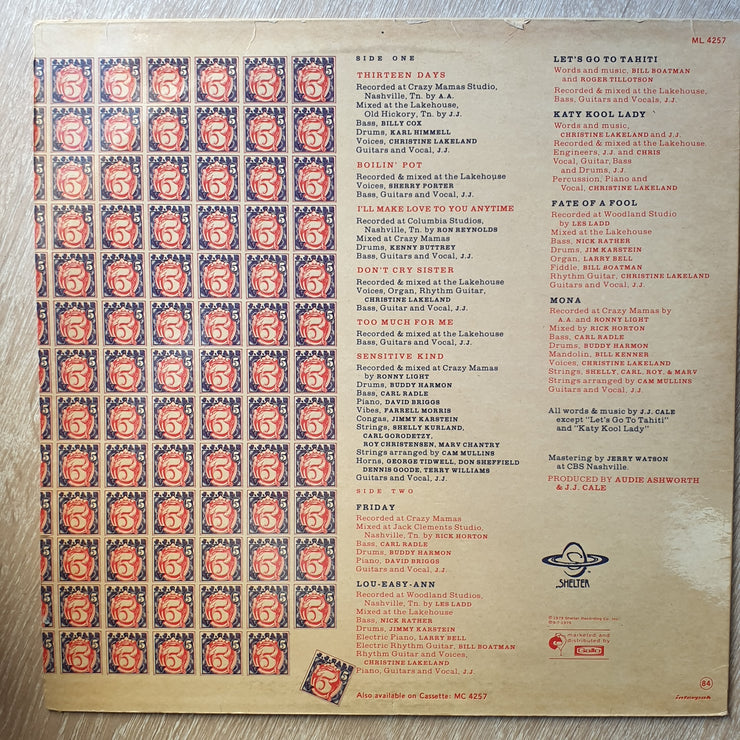 ML 4257
SIDE ONE
THIRTEEN DAYS
Recorded at Crazy Mamas Studio,
Nashville, Tn. by A.A.
Mixed at the Lakehouse,
Old Hickory, Tn. by J.J.
Bass, BILLY COX
Drums, KARL HIMMELL
Voices, CHRISTINE LAKELAND
Guitars and Vocal, J.J.
BOILIN' POT
Recorded & mixed at the Lakehouse
Voices, SHERRY PORTER
Bass, Guitars and Vocal, J.J.
I'LL MAKE LOVE TO YOU ANYTIME
Recorded at Columbia Studios,
Nashville, Tn. by RON REYNOLDS
Mixed at Crazy Mamas
Drums, KENNY BUTTREY
Bass, Guitars and Vocal, J.J.
DON'T CRY SISTER
Recorded & mixed at the Lakehouse
Voices, Organ, Rhythm Guitar,
CHRISTINE LAKELAND
Bass, Guitars and Vocal, J.J.
TOO MUCH FOR ME
Recorded & mixed at the Lakehouse
Bass, Guitars and Vocal, J.J.
SENSITIVE KIND
Recorded & mixed at Crazy Mamas
by RONNY LIGHT
Drums, BUDDY HARMON
Bass, CARL RADLE
Piano, DAVID BRIGGS
Vibes, FARRELL MORRIS
Congas, JIMMY KARSTEIN
Strings, SHELLY KURLAND,
CARL GORODETZY,
ROY CHRISTENSEN, MARV CHANTRY
Strings arranged by CAM MULLINS
Horns, GEORGE TIDWELL, DON SHEFFIELD
DENNIS GOODE, TERRY WILLIAMS
Guitars and Vocal, J.J.
SIDE TWO
FRIDAY
Recorded at Crazy Mamas
Mixed at Jack Clements Studio,
Nashville, Tn. by RICK HORTON
Bass, CARL RADLE
Drums, BUDDY HARMON
Piano, DAVID BRIGGS
Guitars and Vocal, J.J.
LOU-EASY-ANN
Recorded at Woodland Studios,
Nashville, Tn. by LES LADD
Mixed at the Lakehouse
Bass, NICK RATHER
Drums, JIMMY KARSTEIN
Electric Piano, LARRY BELL
Electric Rhythm Guitar, BILL BOATMAN
Rhythm Guitar and Voices,
CHRISTINE LAKELAND
Piano, Guitars and Vocal, J.J.
Also available on Cassette: MC 4257
LET'S GO TO TAHITI
Words and music, BILL BOATMAN
and ROGER TILLOTSON
Recorded & mixed at the Lakehouse,
Bass, Guitars and Vocals, J.J.
KATY KOOL LADY
Words and music,
CHRISTINE LAKELAND and J.J.
Recorded & mixed at the Lakehouse.
Engineers, J.J. and CHRIS
Vocal, Guitar, Bass
and Drums, J.J.
Percussion, Piano and
Vocal, CHRISTINE LAKELAND
FATE OF A FOOL
Recorded at Woodland Studio
by LES LADD
Mixed at the Lakehouse
Bass, NICK RATHER
Drums, JIM KARSTEIN
Organ, LARRY BELL
Fiddle, BILL BOATMAN
Rhythm Guitar, CHRISTINE LAKELAND
Guitars and Vocal, J.J.
MONA
Recorded at Crazy Mamas by
A.A. and RONNY LIGHT
Mixed by RICK HORTON
Bass, CARL RADLE
Drums, BUDDY HARMON
Mandolin, BILL KENNER
Voices, CHRISTINE LAKELAND
Strings, SHELLY, CARL, ROY, & MARV
Strings arranged by CAM MULLINS
Guitars and Vocal, J.J.
All words & music by J.J. CALE
except "Let's Go To Tahiti"
and "Katy Kool Lady"
Mastering by JERRY WATSON
at CBS Nashville.
PRODUCED BY AUDIE ASHWORTH
& J.J. CALE
SHELTER
©1979 Shelter Recording Co. Inc.
marketed and
distributed by
Gallo
84
interpak